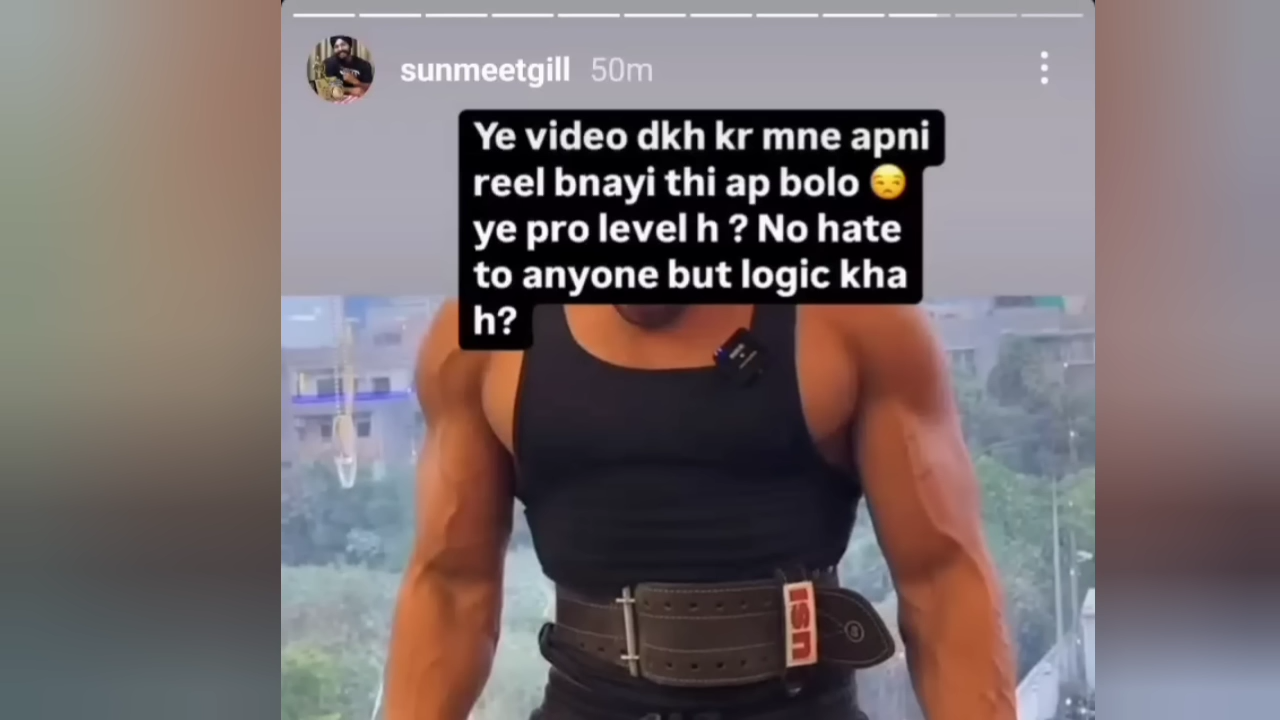 sunmeetgill 50m
Ye video dkh kr mne apni
reel bnayi thi ap bolo 😒
ye pro level h ? No hate
to anyone but logic kha
h?
USI